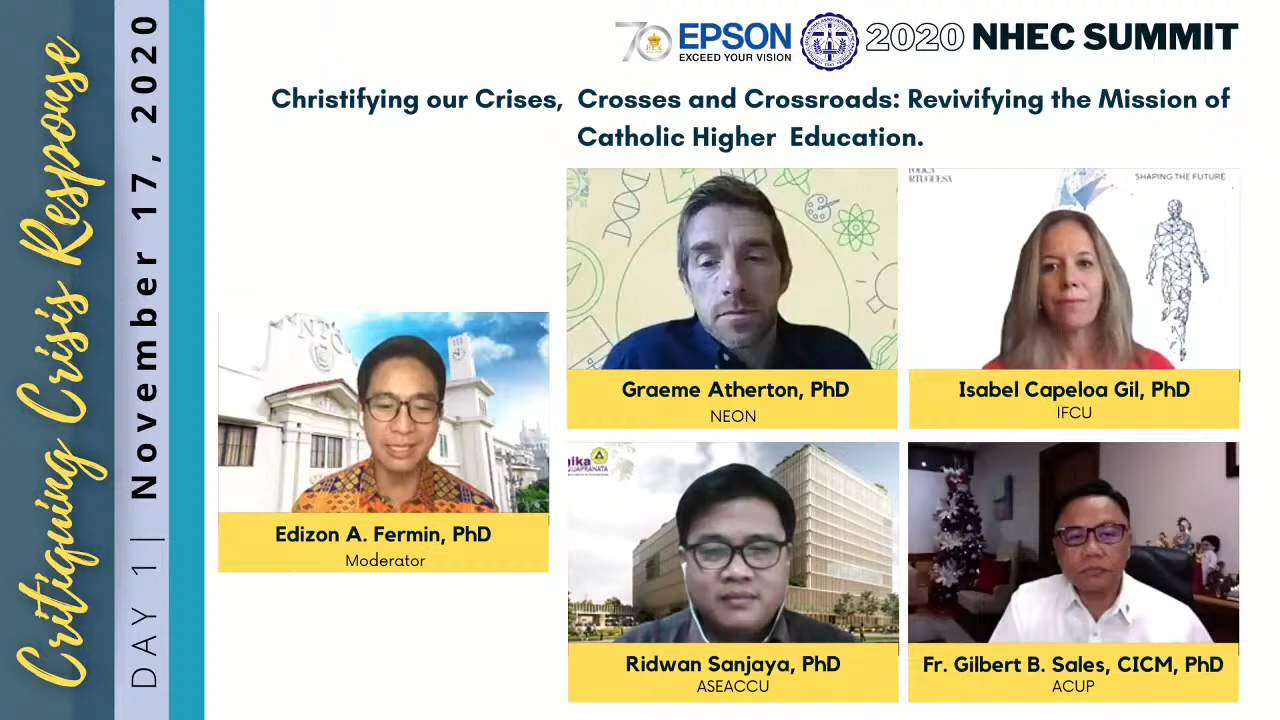 Critiquing Crisis Response
DAY 1 | November 17, 2020
70 EPSON 2020 NHEC SUMMIT
EXCEED YOUR VISION
Christifying our Crises, Crosses and Crossroads: Revivifying the Mission of
Catholic Higher Education.
SHAPING THE FUTURE
Graeme Atherton, PhD
NEON
Isabel Capeloa Gil, PhD
IFCU
NTC
Edizon A. Fermin, PhD
Moderator
Ridwan Sanjaya, PhD
ASEACCU
Fr. Gilbert B. Sales, CICM, PhD
ACUP